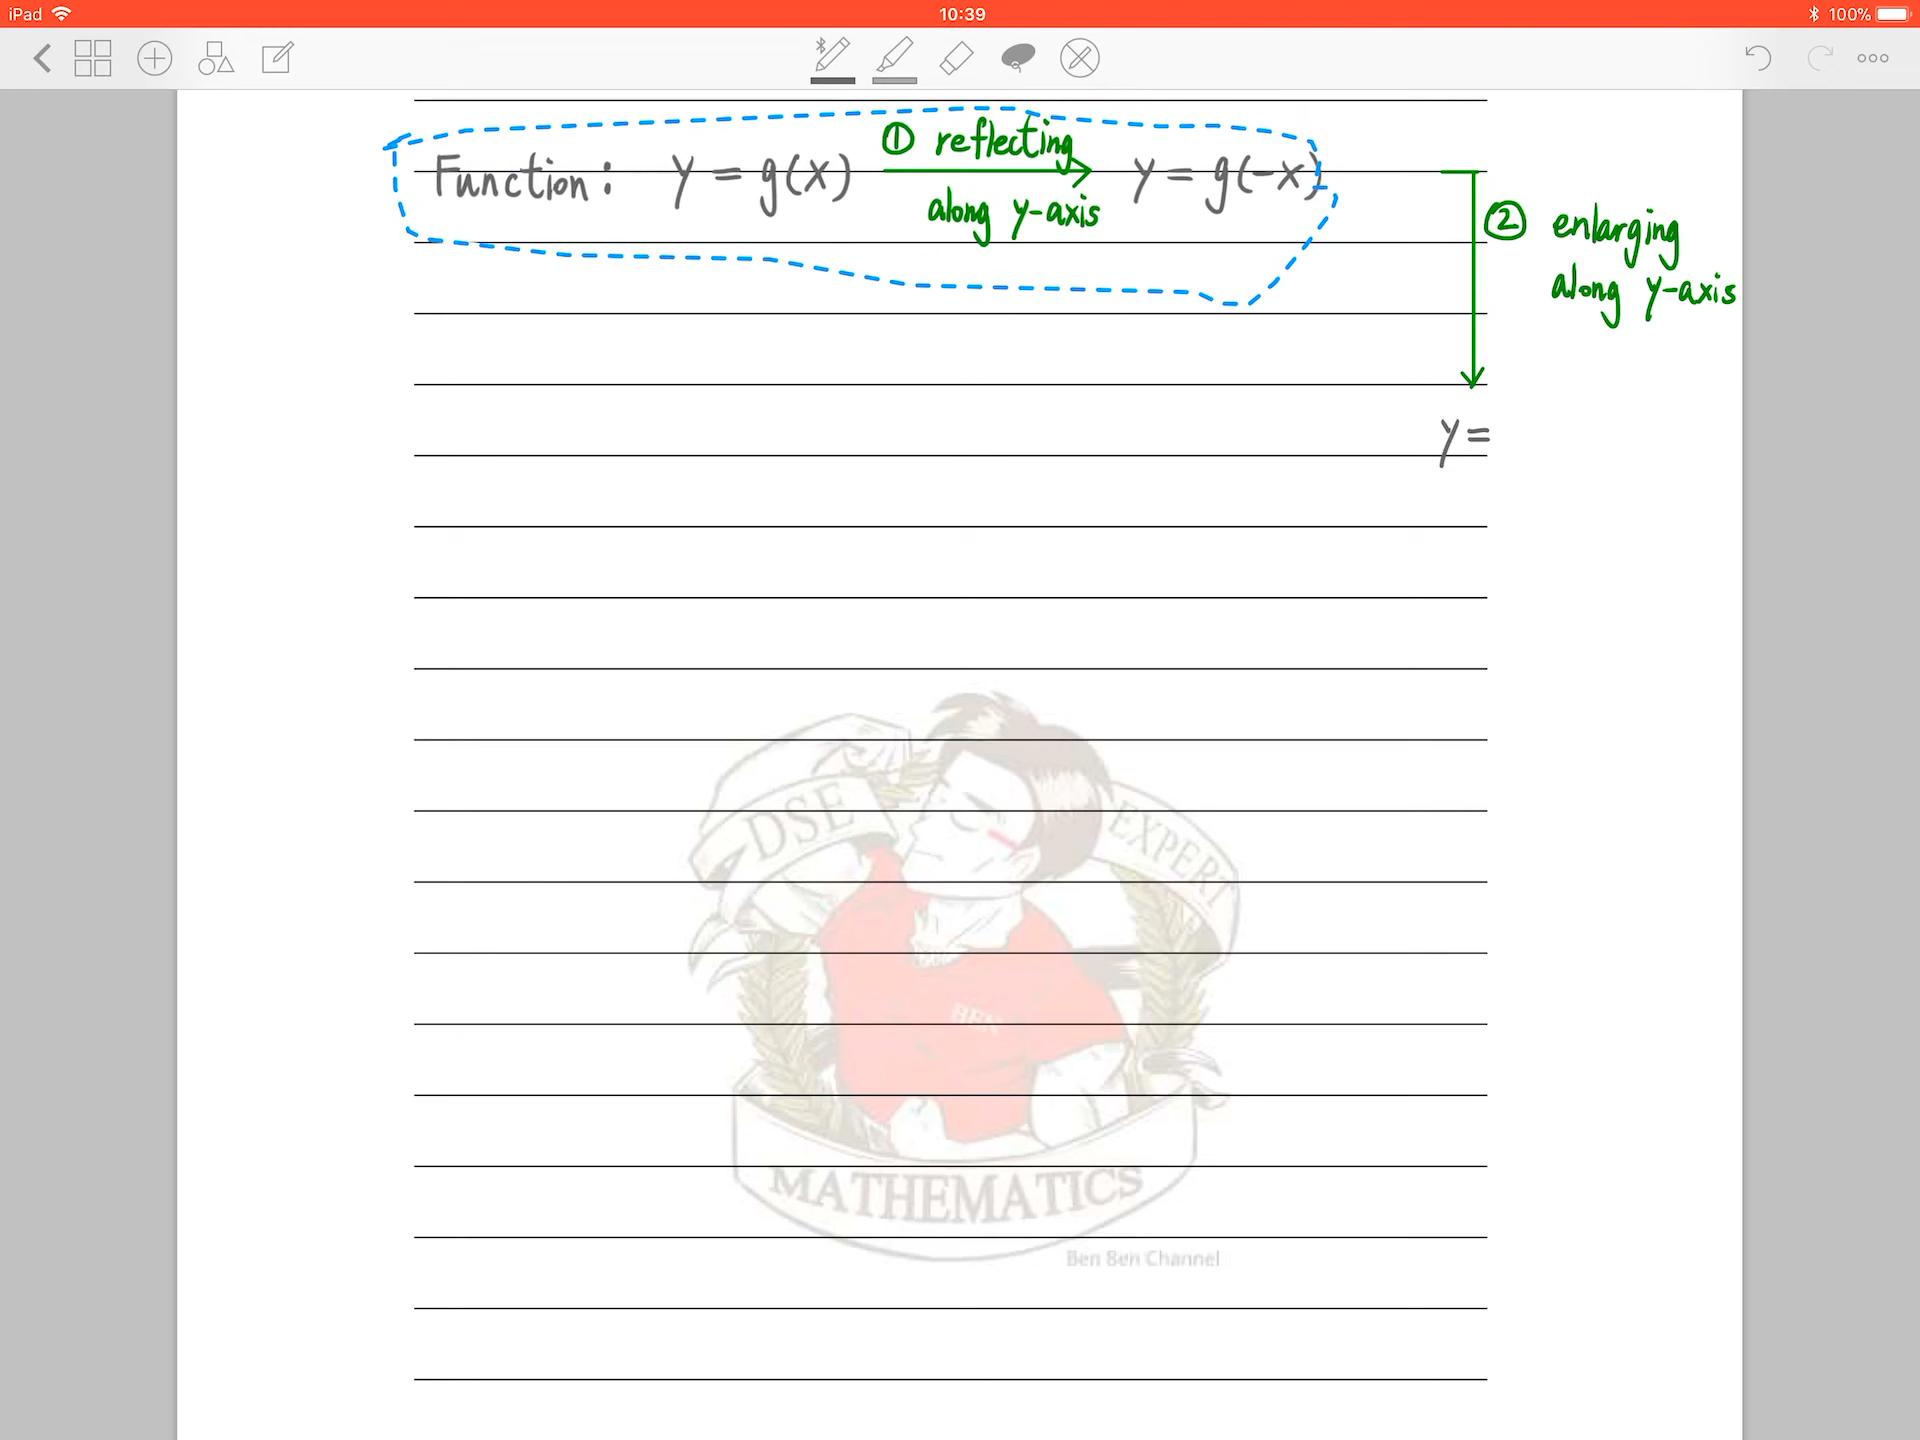 iPad 10:39 100%
① reflecting
Function: y = g(x) → y = g(-x)
along y-axis
② enlarging
along y-axis
y=
DSE EXPERT
BEN
MATHEMATICS
Ben Ben Channel